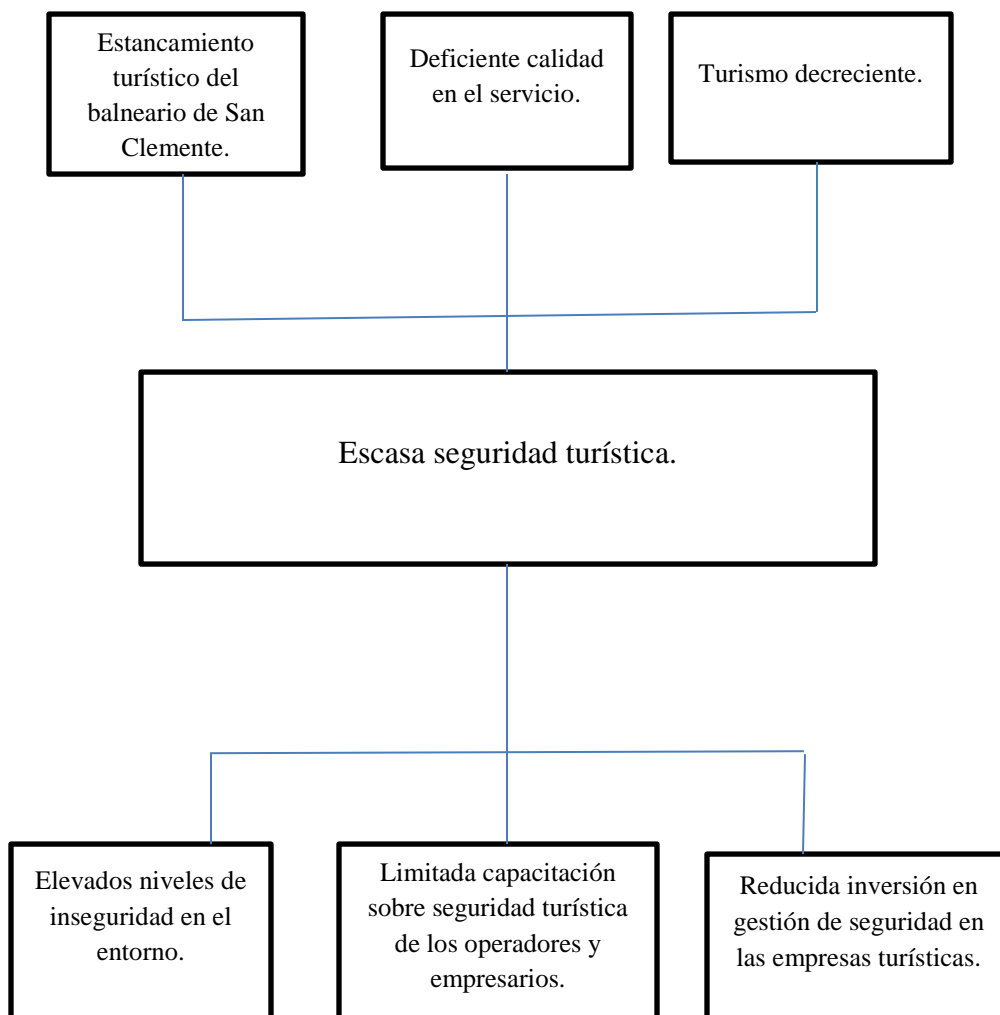 Estancamiento
turístico del
balneario de San
Clemente.
Deficiente calidad
en el servicio.
Turismo decreciente.
Escasa seguridad turística.
Elevados niveles de
inseguridad en el
entorno.
Limitada capacitación
sobre seguridad turística
de los operadores y
empresarios.
Reducida inversión en
gestión de seguridad en
las empresas turísticas.